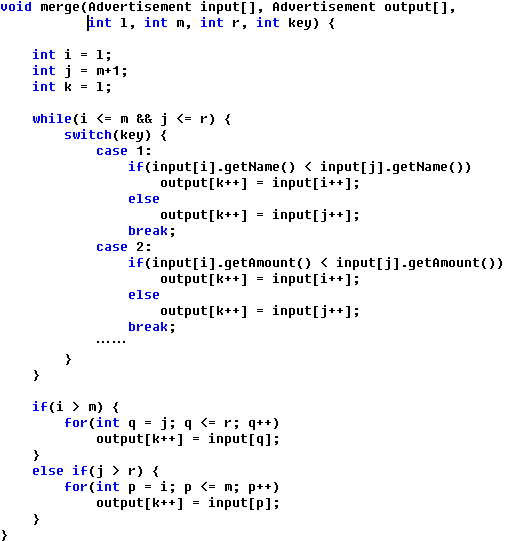 void merge(Advertisement input[], Advertisement output[],
           int l, int m, int r, int key) {

    int i = l;
    int j = m+1;
    int k = l;

    while(i <= m && j <= r) {
        switch(key) {
            case 1:
                if(input[i].getName() < input[j].getName())
                    output[k++] = input[i++];
                else
                    output[k++] = input[j++];
                break;
            case 2:
                if(input[i].getAmount() < input[j].getAmount())
                    output[k++] = input[i++];
                else
                    output[k++] = input[j++];
                break;
            ……
        }
    }

    if(i > m) {
        for(int q = j; q <= r; q++)
            output[k++] = input[q];
    }
    else if(j > r) {
        for(int p = i; p <= m; p++)
            output[k++] = input[p];
    }
}